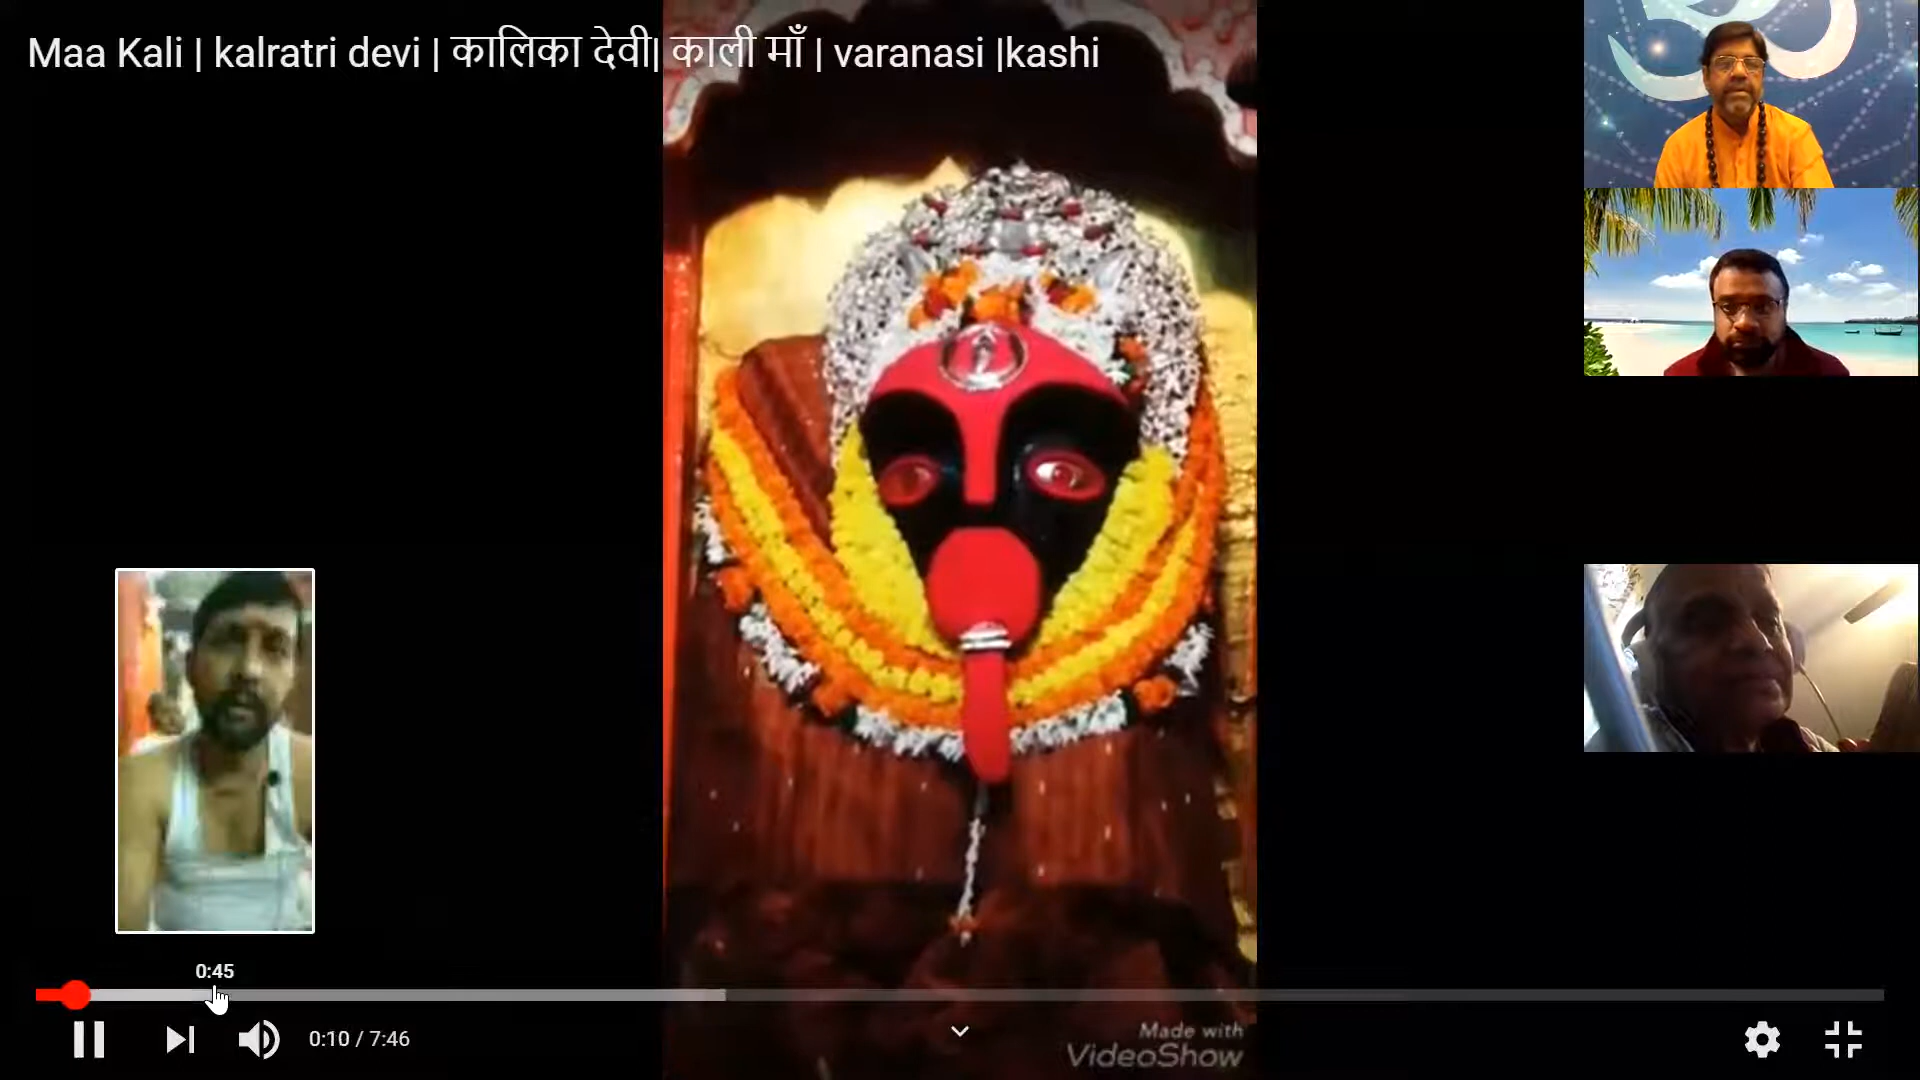 Maa Kali | kalratri devi | कालिका देवी| काली माँ | varanasi |kashi
0:45
0:10 / 7:46
Made with
VideoShow